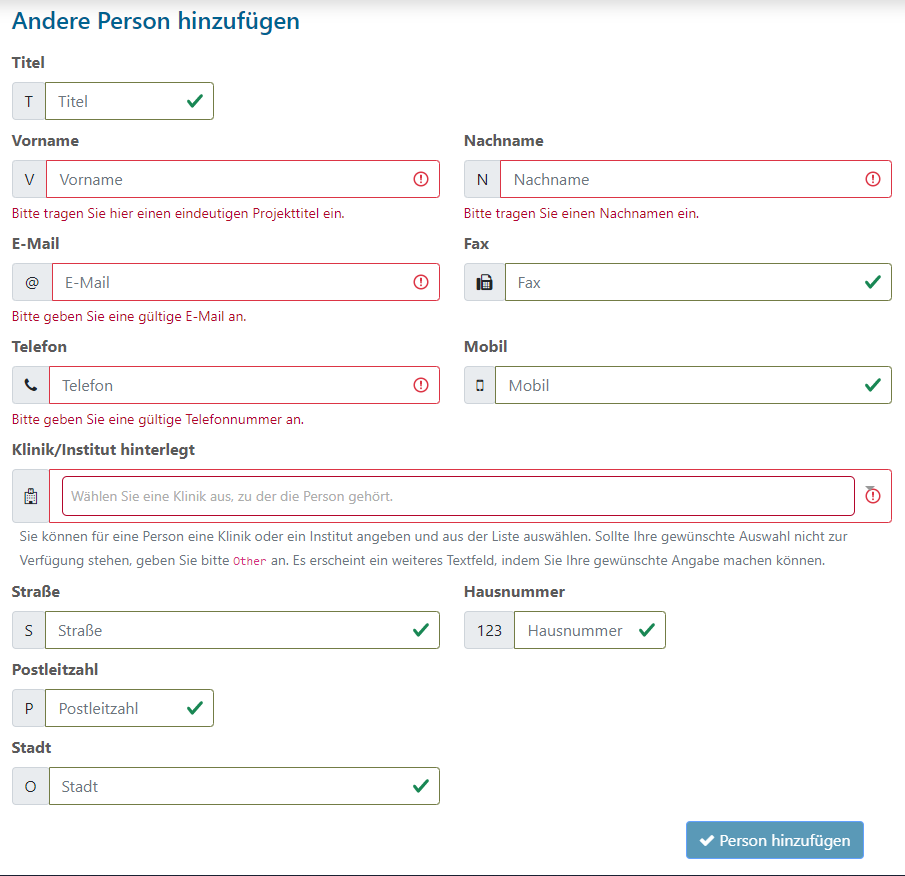 Andere Person hinzufügen
Titel
T Titel
Vorname
V Vorname
Bitte tragen Sie hier einen eindeutigen Projekttitel ein.
Nachname
N Nachname
Bitte tragen Sie einen Nachnamen ein.
E-Mail
@ E-Mail
Bitte geben Sie eine gültige E-Mail an.
Fax
Fax
Telefon
Telefon
Bitte geben Sie eine gültige Telefonnummer an.
Mobil
Mobil
Klinik/Institut hinterlegt
Wählen Sie eine Klinik aus, zu der die Person gehört.
Sie können für eine Person eine Klinik oder ein Institut angeben und aus der Liste auswählen. Sollte Ihre gewünschte Auswahl nicht zur
Verfügung stehen, geben Sie bitte Other an. Es erscheint ein weiteres Textfeld, indem Sie Ihre gewünschte Angabe machen können.
Straße
S Straße
Hausnummer
123 Hausnummer
Postleitzahl
P Postleitzahl
Stadt
O Stadt
Person hinzufügen